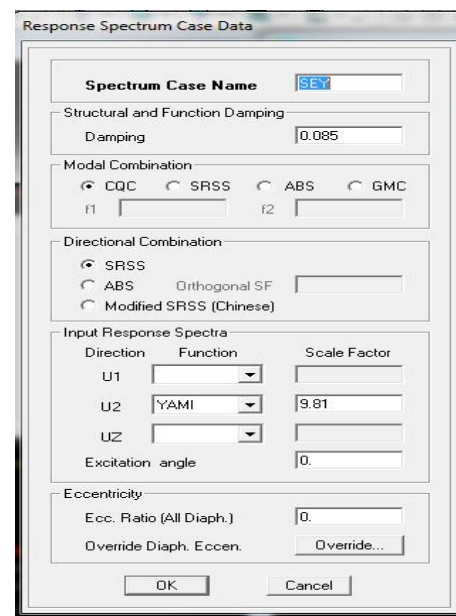 Response Spectrum Case Data
Spectrum Case Name SEY
Structural and Function Damping
Damping 0.085
Modal Combination
CQC SRSS ABS GMC
f1 f2
Directional Combination
SRSS
ABS Orthogonal SF
Modified SRSS (Chinese)
Input Response Spectra
Direction Function Scale Factor
U1
U2 YAMI 9.81
UZ
Excitation angle 0.
Eccentricity
Ecc. Ratio (All Diaph.) 0.
Override Diaph. Eccen. Override...
OK Cancel